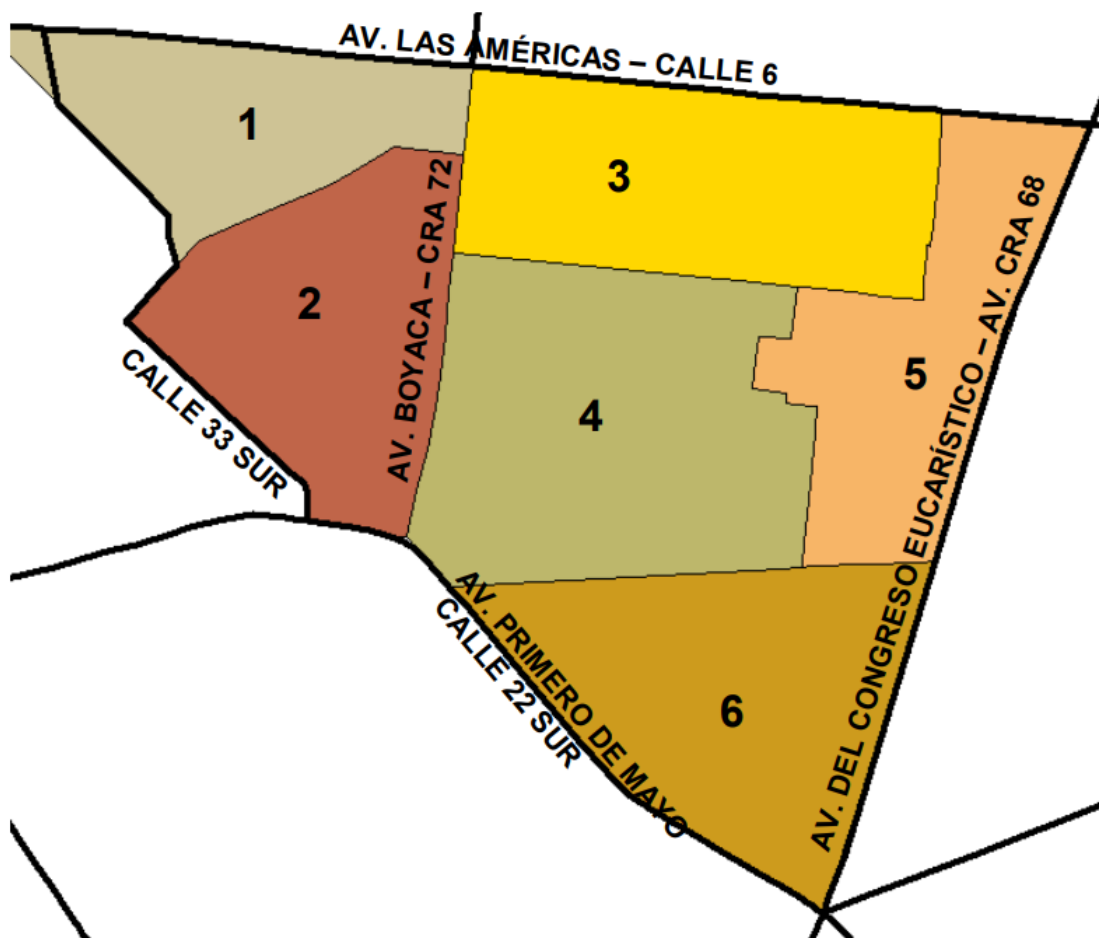 AV. LAS AMÉRICAS – CALLE 6
1
3
AV. BOYACA – CRA 72
2
AV. DEL CONGRESO EUCARÍSTICO – AV. CRA 68
5
4
CALLE 33 SUR
AV. PRIMERO DE MAYO
CALLE 22 SUR
6